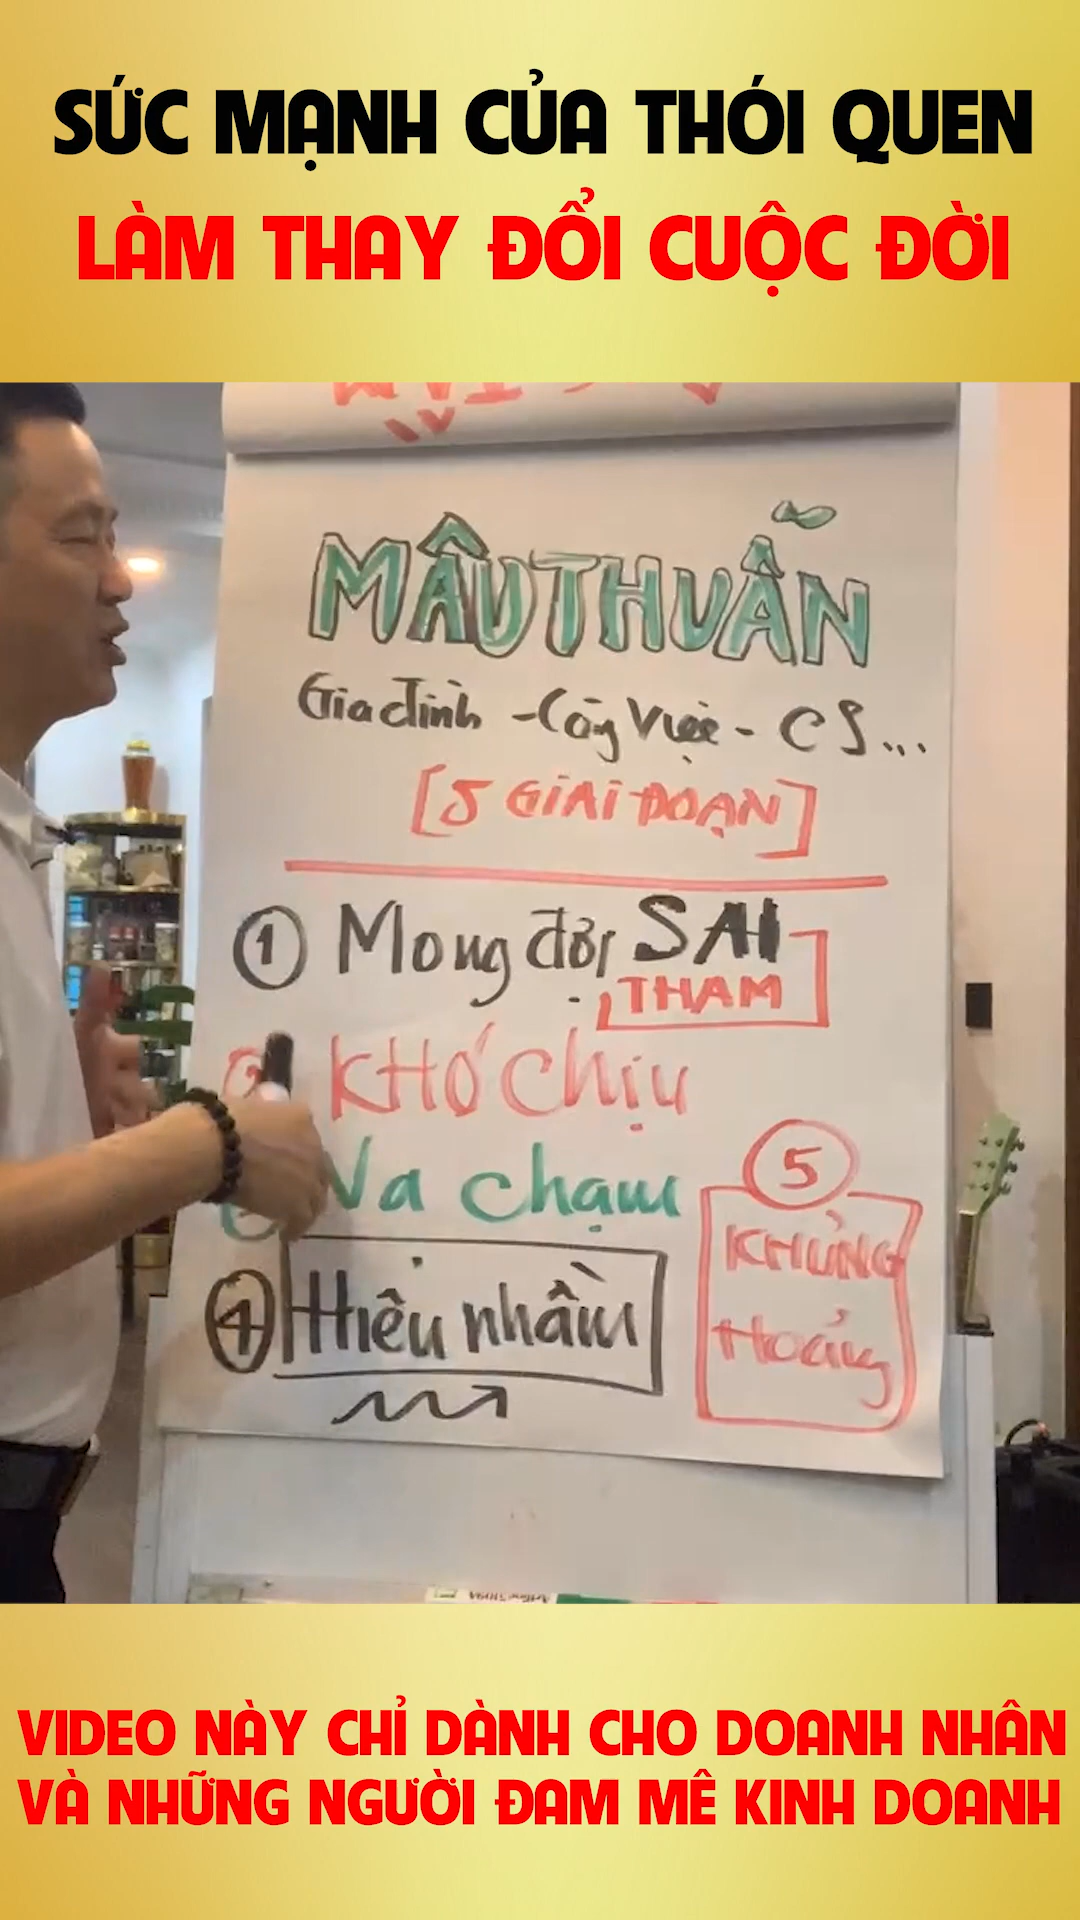 SỨC MẠNH CỦA THÓI QUEN
LÀM THAY ĐỔI CUỘC ĐỜI
MÂU THUẪN
Gia đình - Công Việc - CS...
[5 GIAI ĐOẠN]
① Mong đợi SAI
THAM
KHÓ Chịu
Va chạm
④ Hiểu nhầm
⑤
KHỦNG
Hoảng
VIDEO NÀY CHỈ DÀNH CHO DOANH NHÂN
VÀ NHỮNG NGƯỜI ĐAM MÊ KINH DOANH